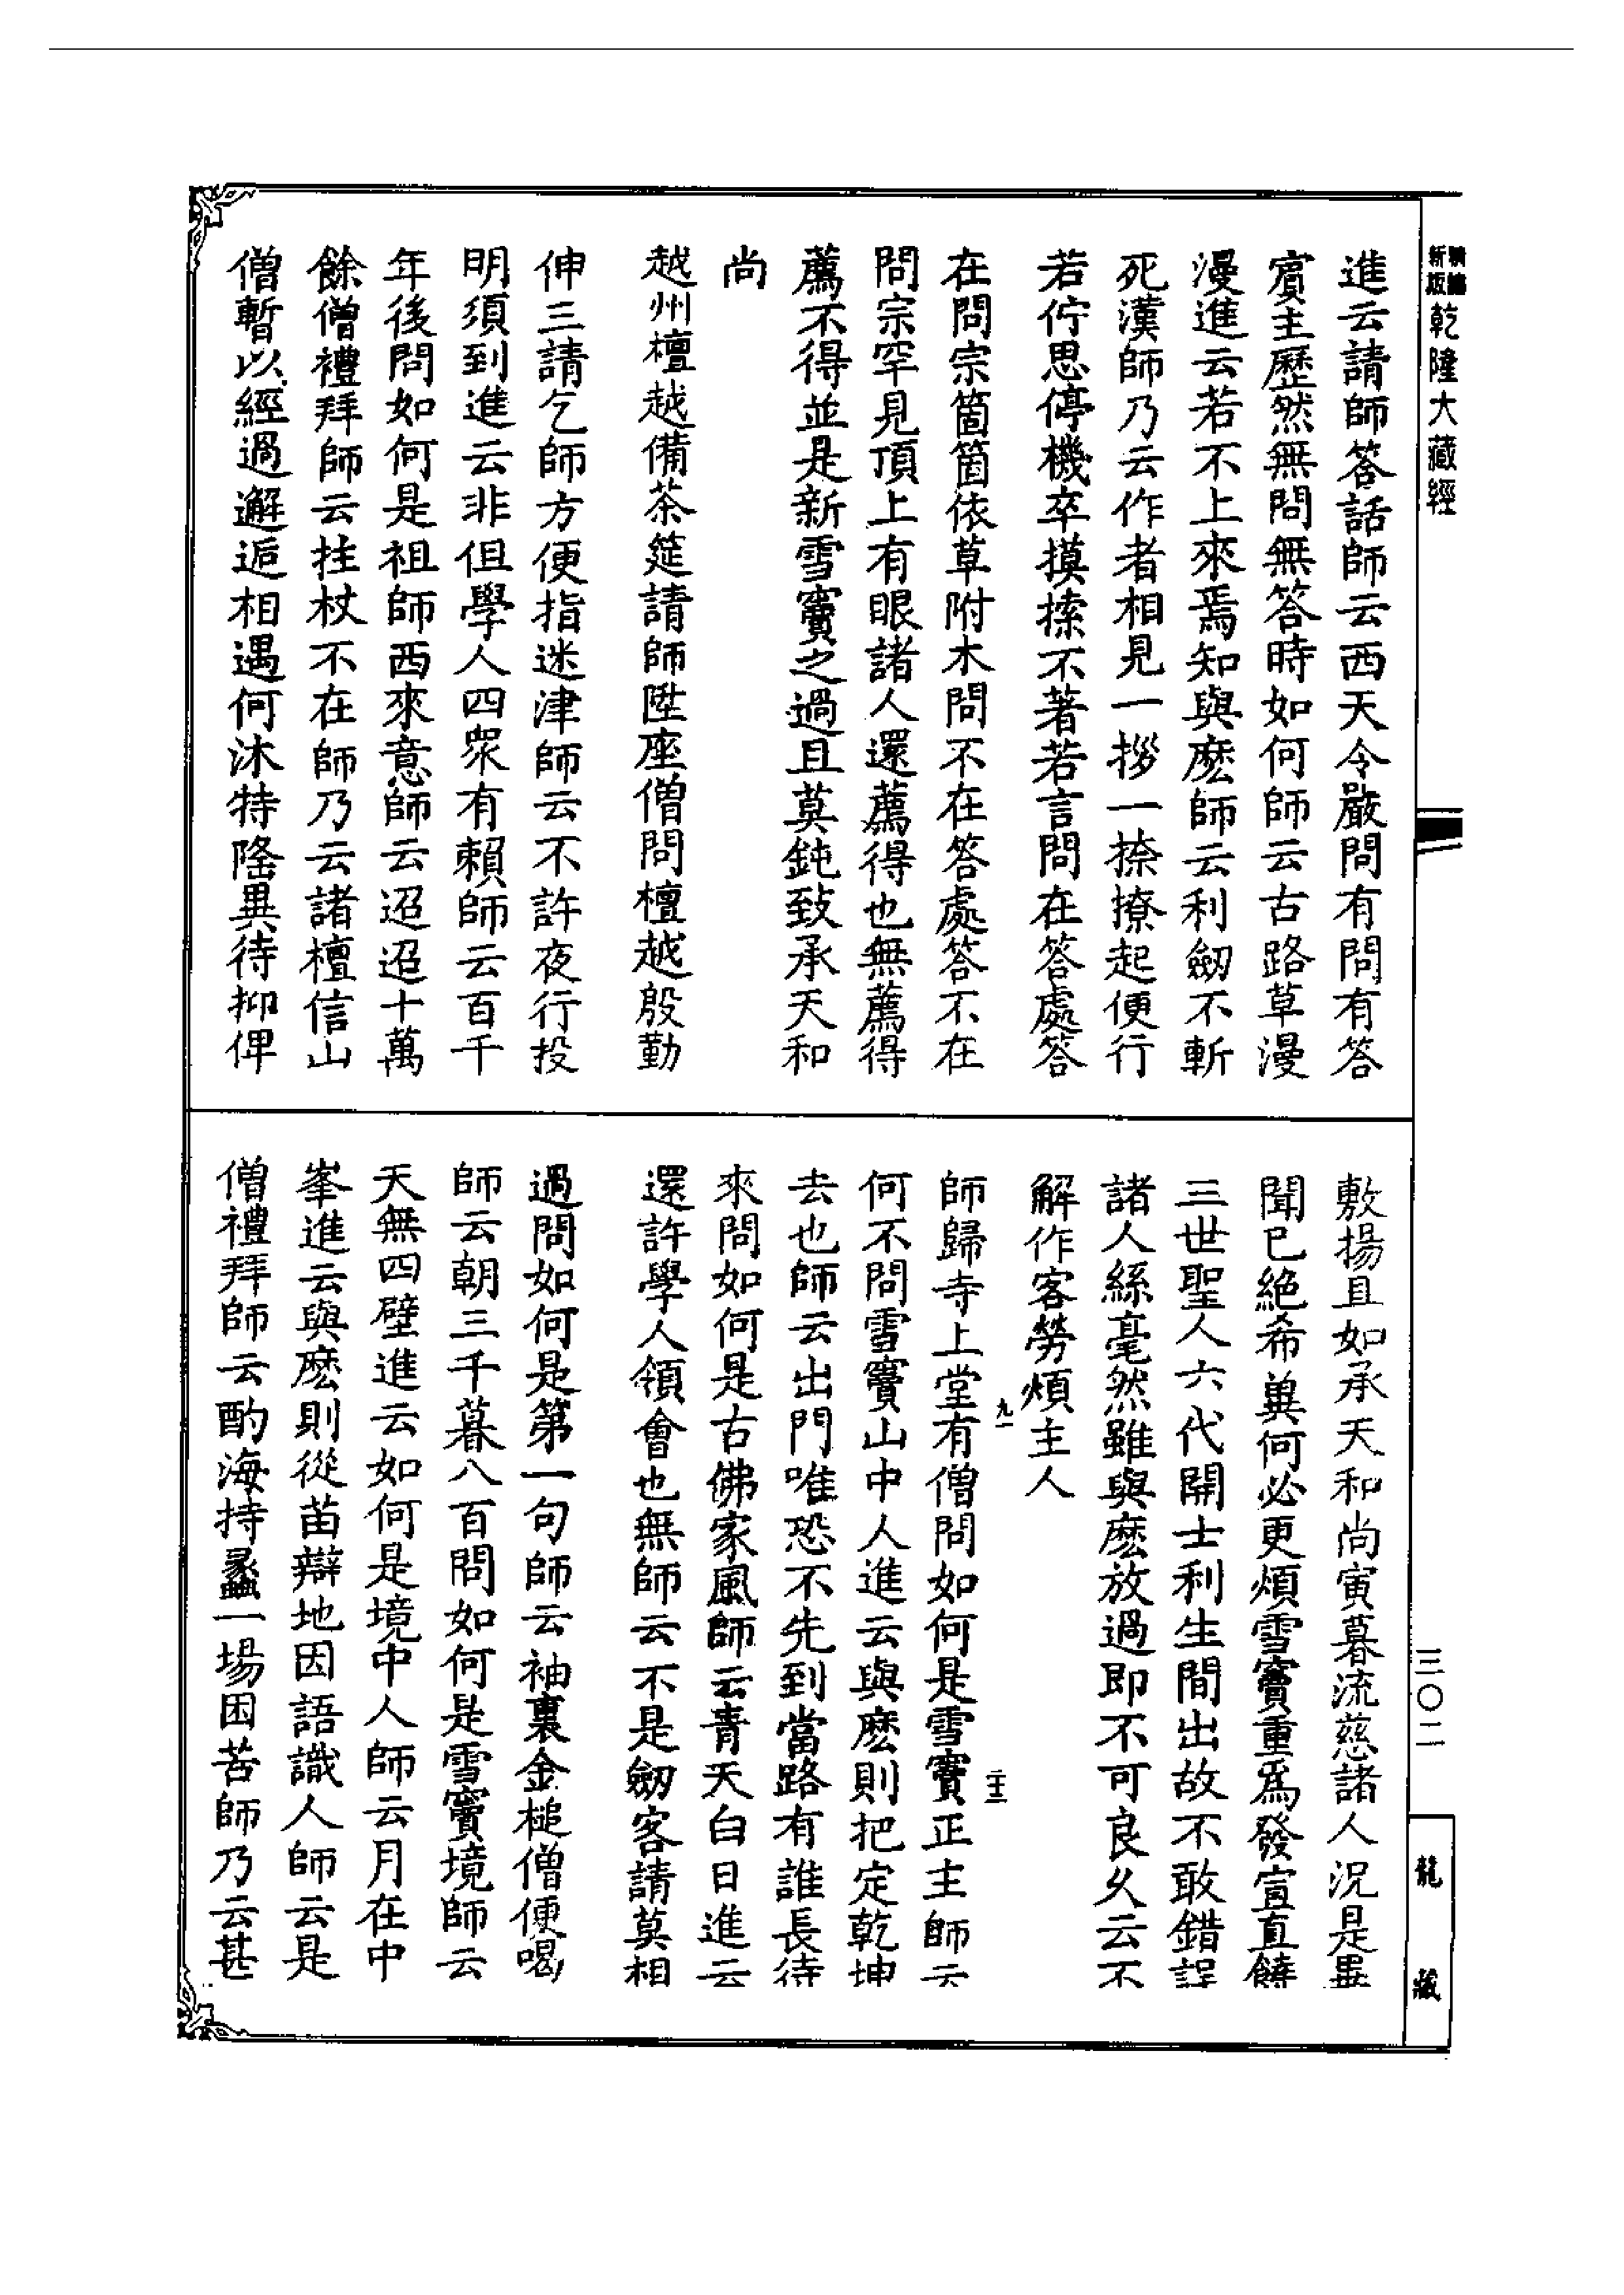 新版
乾隆大藏經
進云請師答話師云西天令嚴問有問有答
賓主歷然無問無答時如何師云古路草漫
漫進云若不上來焉知與麽師云利劒不斬
死漢師乃云作者相見一拶一捺撩起便行
若佇思停機卒摸揉不著若言問在答處答
在問宗箇箇依草附木問不在答處答不在
問宗罕見頂上有眼諸人還薦得也無薦得
薦不得並是新雪竇之過且莫鈍致承天和
尚
越州檀越備茶筵請師陞座僧問檀越殷勤
伸三請乞師方便指迷津師云不許夜行投
明須到進云非但學人四衆有賴師云百千
年後問如何是祖師西來意師云迢迢十萬
餘僧禮拜師云拄杖不在師乃云諸檀信山
僧暫以經過邂逅相遇何沐特隆異待抑俾
敷揚且如承天和尚寅暮流慈諸人況是異
聞已絕希冀何必更煩雪竇重爲發宣直饒
三世聖人六代開士利生間出故不敢錯誤
諸人絲毫然雖與麽放過即不可良久云不
解作客勞煩主人
師歸寺上堂有僧問如何是雪竇正主師云
何不問雪竇山中人進云與麽則把定乾坤
去也師云出門唯恐不先到當路有誰長待
來問如何是古佛家風師云青天白日進云
還許學人領會也無師云不是劒客請莫相
過問如何是第一句師云袖裏金槌僧便喝
師云朝三千暮八百問如何是雪竇境師云
天無四壁進云如何是境中人師云月在中
峯進云與麽則從苗辯地因語識人師云是
僧禮拜師云酌海持蠡一場困苦師乃云甚
九一
主二
三〇二
龍藏